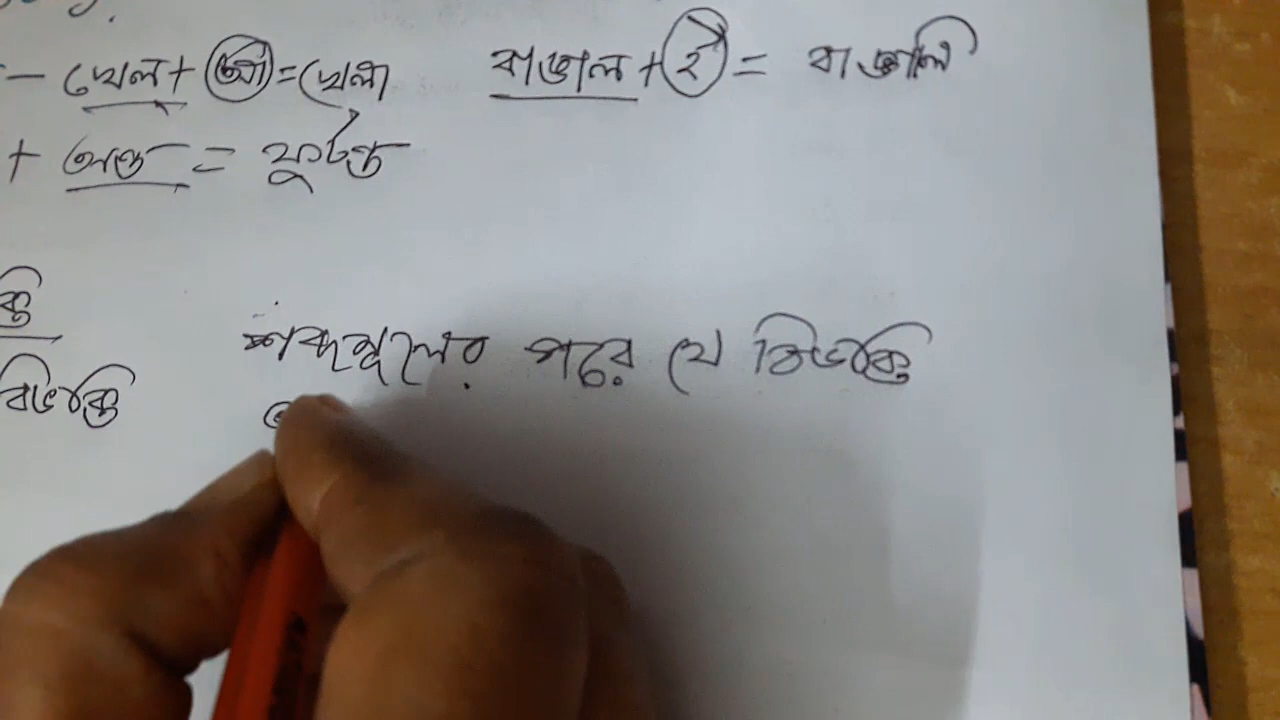 – খেল + আ = খেলা বাঙাল + ই = বাঙালি
+ অন্ত = ফুটন্ত
ক্তি
বিভক্তি
শব্দমূলের পরে যে বিভক্তি